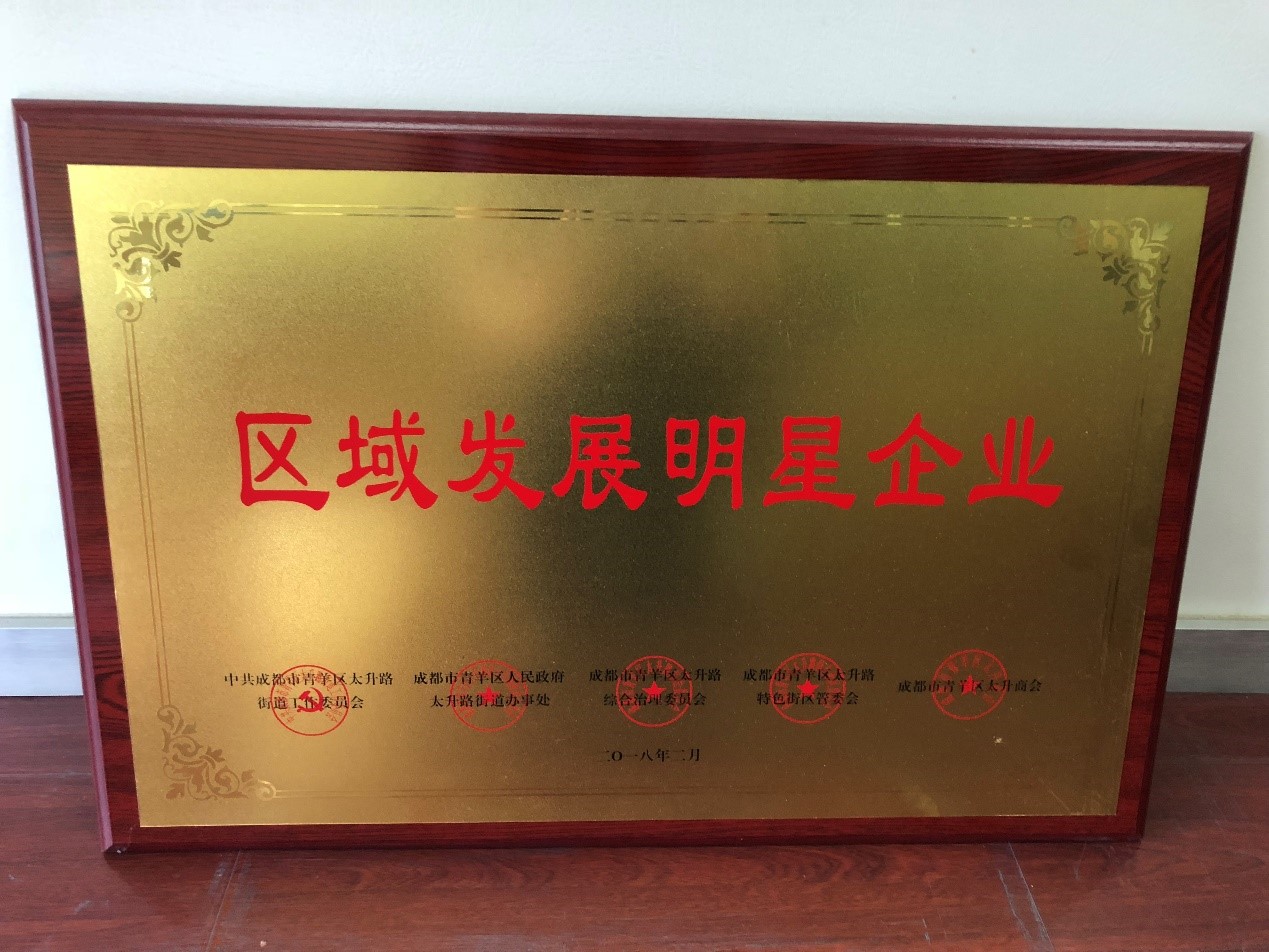 区域发展明星企业
中共成都市青羊区太升路
街道工作委员会
成都市青羊区人民政府
太升路街道办事处
成都市青羊区太升路
综合治理委员会
成都市青羊区太升路
特色街区管委会
成都市青羊区太升商会
二〇一八年二月